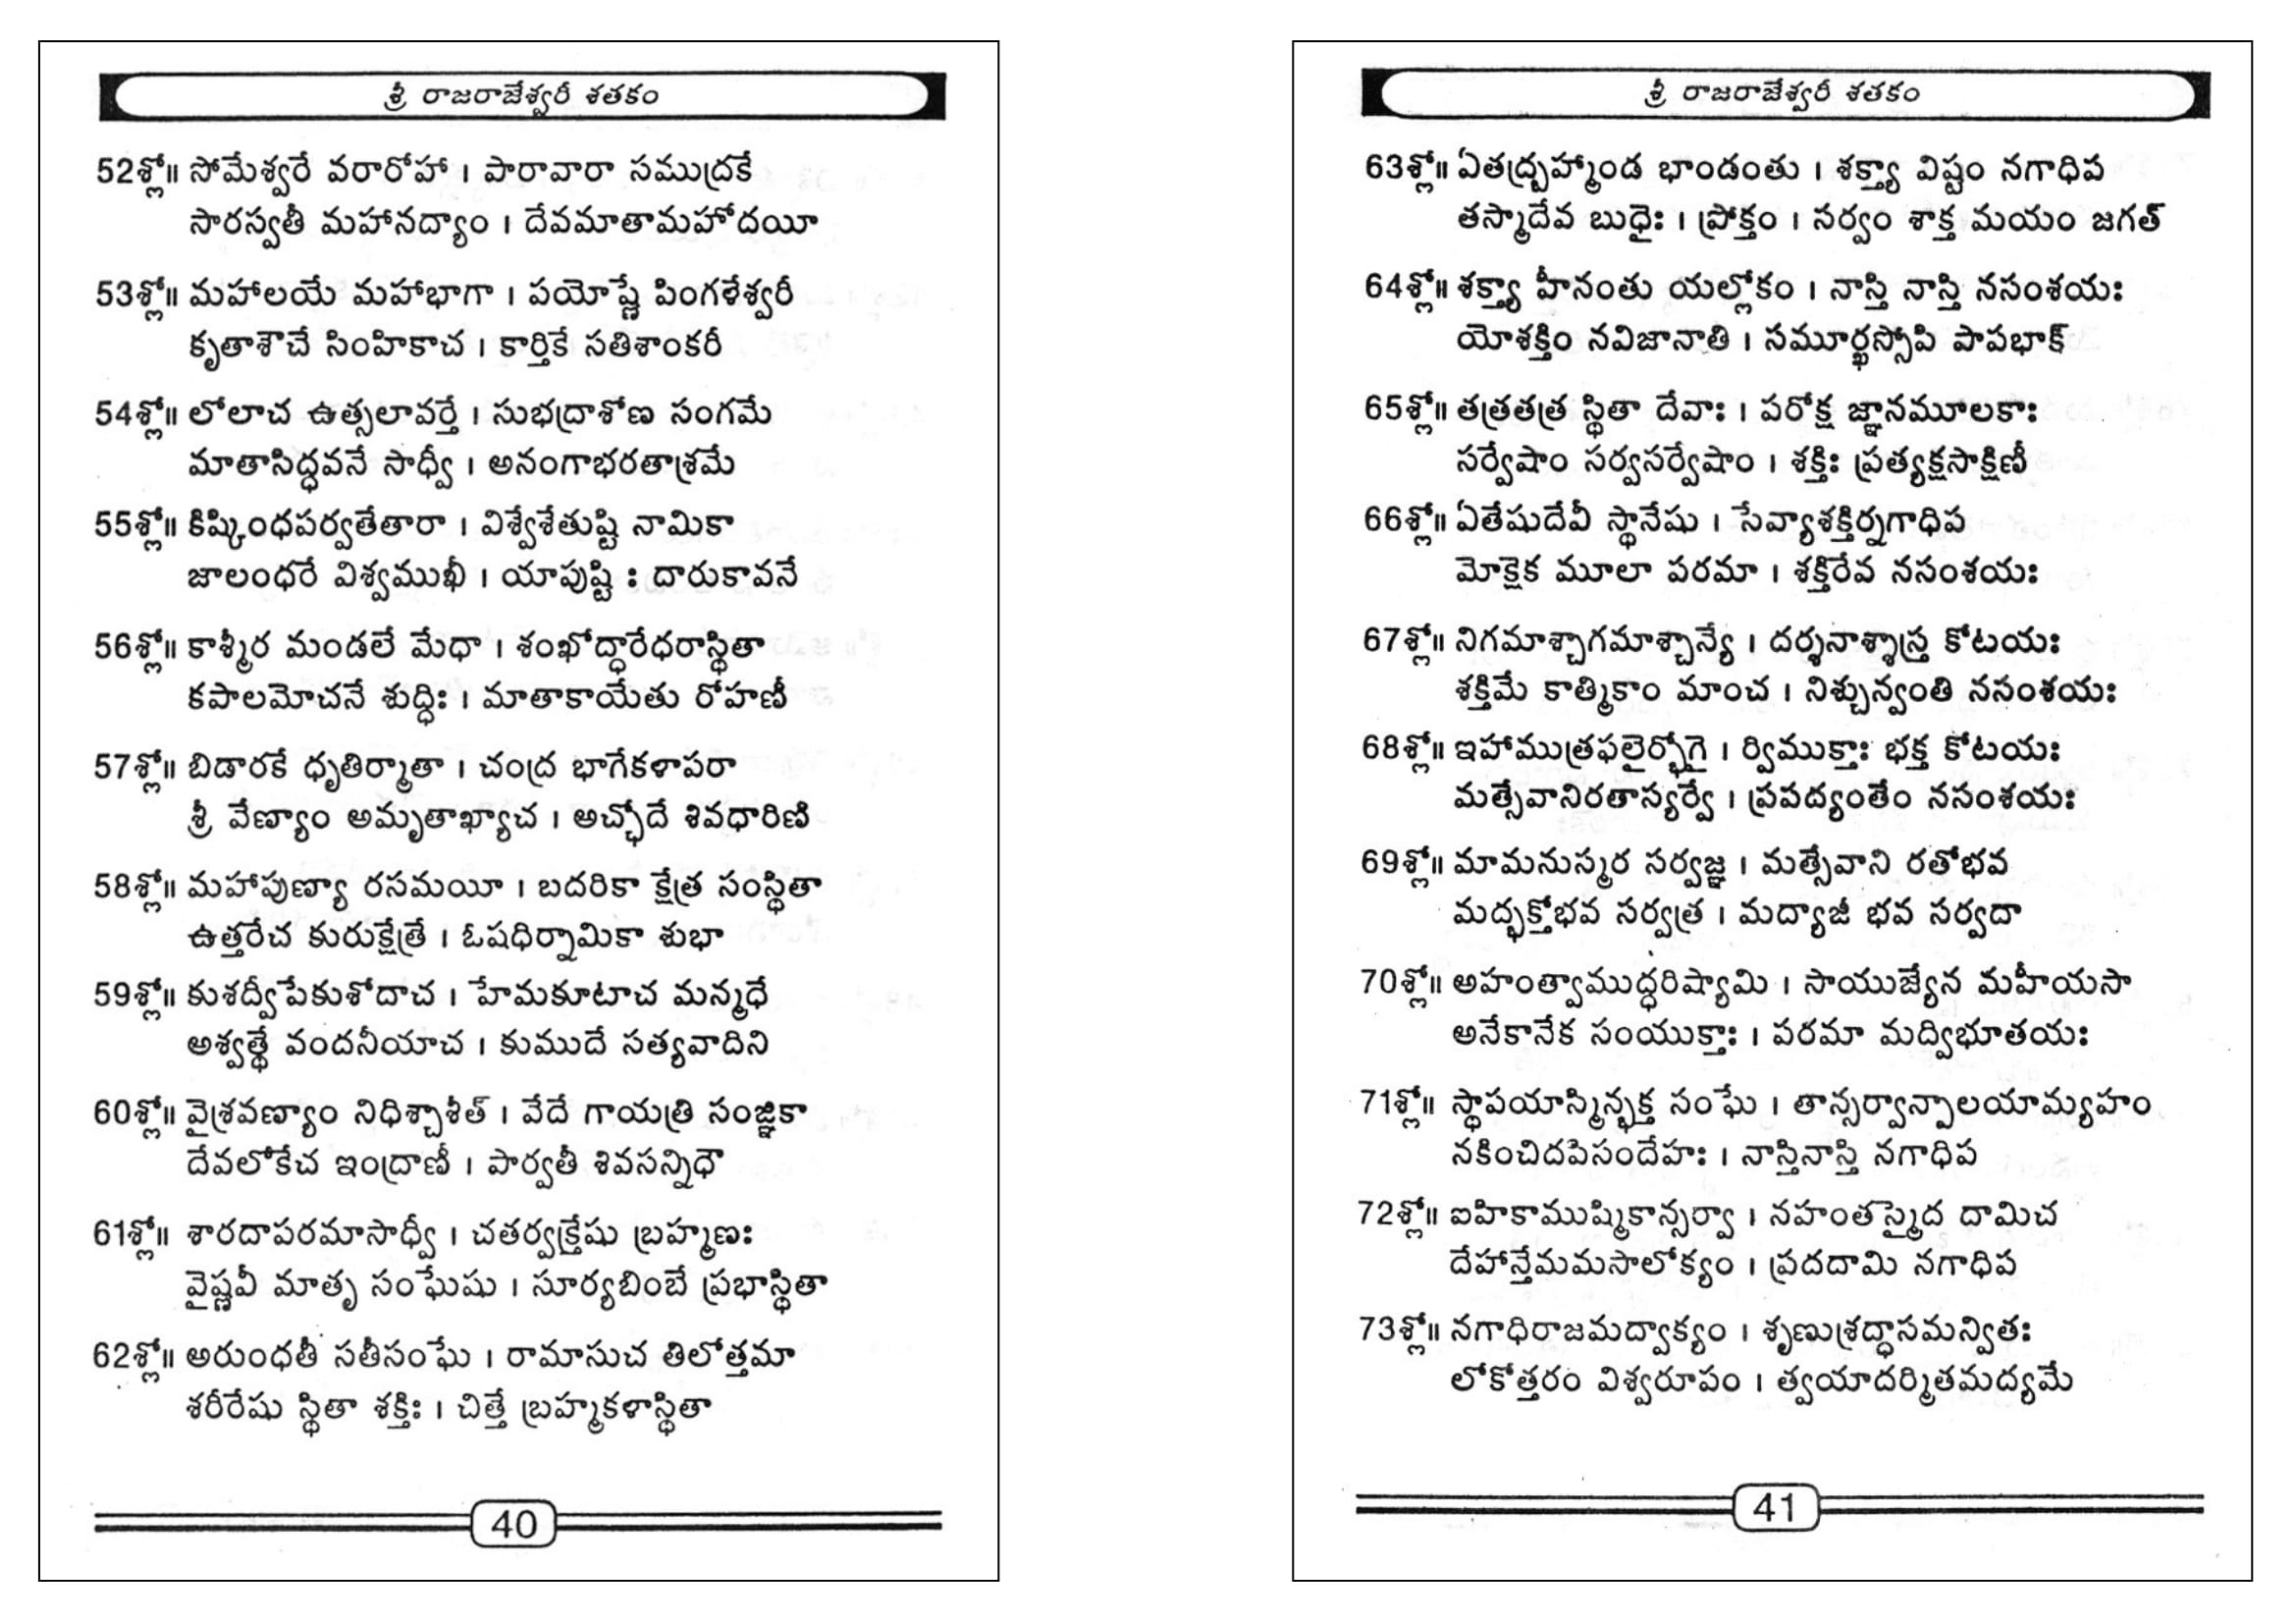 శ్రీ రాజరాజేశ్వరీ శతకం
52శ్లో॥ సోమేశ్వరే వరారోహా । పారావారా సముద్రకే
సారస్వతీ మహానద్యాం । దేవమాతామహోదయీ
53శ్లో॥ మహాలయే మహాభాగా । పయోష్ణే పింగళేశ్వరీ
కృతాశౌచే సింహికాచ । కార్తికే సతిశాంకరీ
54శ్లో॥ లోలాచ ఉత్సలావర్తే । సుభద్రాశోణ సంగమే
మాతాసిద్ధవనే సాధ్వీ । అనంగాభరతాశ్రమే
55శ్లో॥ కిష్కింధపర్వతేతారా । విశ్వేశేతుష్టి నామికా
జాలంధరే విశ్వముఖీ । యాపుష్టి ః దారుకావనే
56శ్లో॥ కాశ్మీర మండలే మేధా । శంఖోద్ధారేధరాస్థితా
కపాలమోచనే శుద్ధిః । మాతాకాయేతు రోహణీ
57శ్లో॥ బిడారకే ధృతిర్మాతా । చంద్ర భాగేకళాపరా
శ్రీ వేణ్యాం అమృతాఖ్యాచ । అచ్ఛోదే శివధారిణి
58శ్లో॥ మహాపుణ్యా రసమయీ । బదరికా క్షేత్ర సంస్థితా
ఉత్తరేచ కురుక్షేత్రే । ఓషధిర్నామికా శుభా
59శ్లో॥ కుశద్వీపేకుశోదాచ । హేమకూటాచ మన్మధే
అశ్వత్థే వందనీయాచ । కుముదే సత్యవాదిని
60శ్లో॥ వైశ్రవణ్యాం నిధిశ్చాశీత్ । వేదే గాయత్రి సంజ్ఞికా
దేవలోకేచ ఇంద్రాణీ । పార్వతీ శివసన్నిధౌ
61శ్లో॥ శారదాపరమాసాధ్వీ । చతర్వక్త్రేషు బ్రహ్మణః
వైష్ణవీ మాతృ సంఘేషు । సూర్యబింబే ప్రభాస్థితా
62శ్లో॥ అరుంధతీ సతీసంఘే । రామాసుచ తిలోత్తమా
శరీరేషు స్థితా శక్తిః । చిత్తే బ్రహ్మకళాస్థితా
40
శ్రీ రాజరాజేశ్వరీ శతకం
63శ్లో॥ ఏతద్బ్రహ్మాండ భాండంతు । శక్త్యా విష్టం నగాధిప
తస్మాదేవ బుధైః । ప్రోక్తం । సర్వం శాక్త మయం జగత్
64శ్లో॥ శక్త్యా హీనంతు యల్లోకం । నాస్తి నాస్తి నసంశయః
యోశక్తిం నవిజానాతి । సమూర్ఖస్సోపి పాపభాక్
65శ్లో॥ తత్రతత్ర స్థితా దేవాః । పరోక్ష జ్ఞానమూలకాః
సర్వేషాం సర్వసర్వేషాం । శక్తిః ప్రత్యక్షసాక్షిణీ
66శ్లో॥ ఏతేషుదేవీ స్థానేషు । సేవ్యాశక్తిర్నగాధిప
మోక్షైక మూలా పరమా । శక్తిరేవ నసంశయః
67శ్లో॥ నిగమాశ్చాగమాశ్చాన్యే । దర్శనాశ్శాస్త్ర కోటయః
శక్తిమే కాత్మికాం మాంచ । నిశ్చున్వంతి నసంశయః
68శ్లో॥ ఇహాముత్రఫలైర్భోగై । ర్విముక్తాః భక్త కోటయః
మత్సేవానిరతాస్సర్వే । ప్రపద్యంతేం నసంశయః
69శ్లో॥ మామనుస్మర సర్వజ్ఞ । మత్సేవాని రతోభవ
మద్భక్తోభవ సర్వత్ర । మద్యాజీ భవ సర్వదా
70శ్లో॥ అహంత్వాముద్ధరిష్యామి । సాయుజ్యేన మహీయసా
అనేకానేక సంయుక్తాః । పరమా మద్విభూతయః
71శ్లో॥ స్థాపయాస్మిన్భక్త సంఘే । తాన్సర్వాన్పాలయామ్యహం
నకించిదపిసందేహః । నాస్తినాస్తి నగాధిప
72శ్లో॥ ఐహికాముష్మికాన్సర్వా । నహంతస్మైద దామిచ
దేహాన్తేమమసాలోక్యం । ప్రదదామి నగాధిప
73శ్లో॥ నగాధిరాజమద్వాక్యం । శృణుశ్రద్ధాసమన్వితః
లోకోత్తరం విశ్వరూపం । త్వయాదర్శితమద్యమే
41